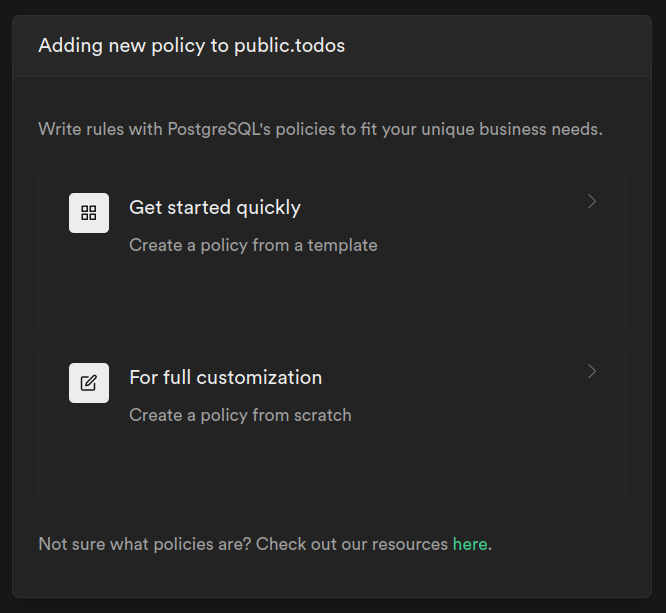 Adding new policy to public.todos
Write rules with PostgreSQL's policies to fit your unique business needs.
Get started quickly
Create a policy from a template
For full customization
Create a policy from scratch
Not sure what policies are? Check out our resources here.